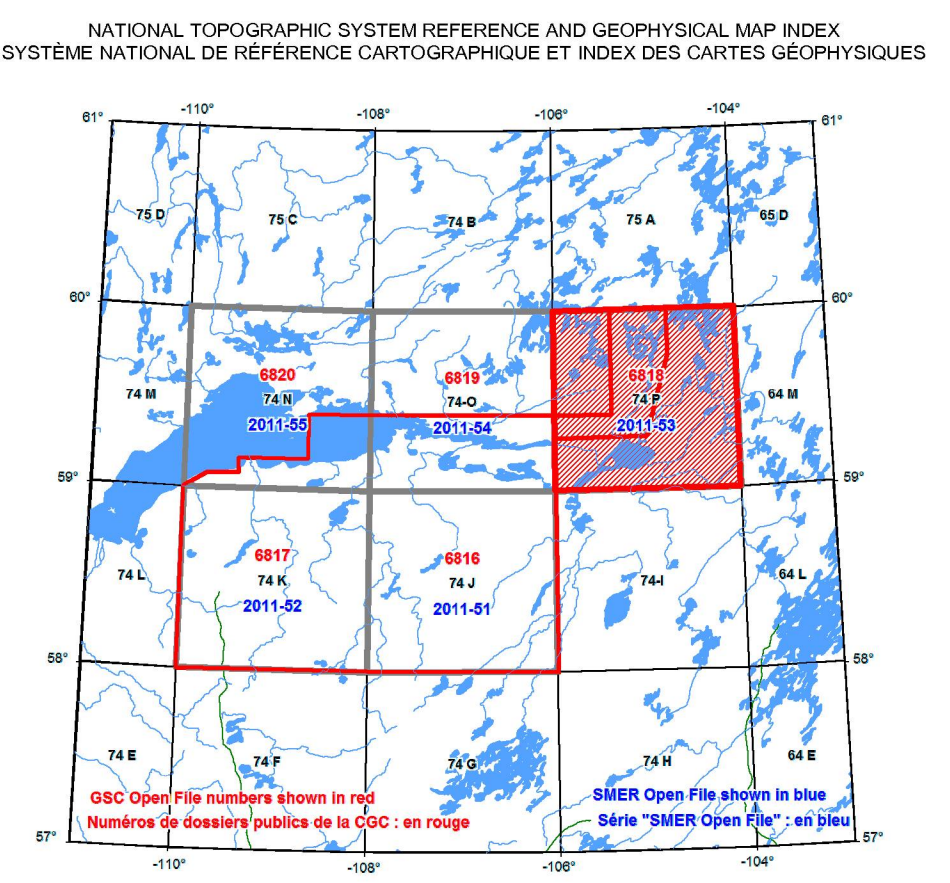 NATIONAL TOPOGRAPHIC SYSTEM REFERENCE AND GEOPHYSICAL MAP INDEX
SYSTÈME NATIONAL DE RÉFÉRENCE CARTOGRAPHIQUE ET INDEX DES CARTES GÉOPHYSIQUES
-110° -108° -106° -104°
61° 61°
75 D 75 C 74 B 75 A 65 D
60° 60°
6820 6819 6818
74 M 74 N 74-O 74 P 64 M
2011-55 2011-54 2011-53
59° 59°
6817 6816
74 L 74 K 74 J 74-I 64 L
2011-52 2011-51
58° 58°
74 E 74 F 74 G 74 H 64 E
GSC Open File numbers shown in red
Numéros de dossiers publics de la CGC : en rouge
SMER Open File shown in blue
Série "SMER Open File" : en bleu
57° 57°
-110° -108° -106° -104°